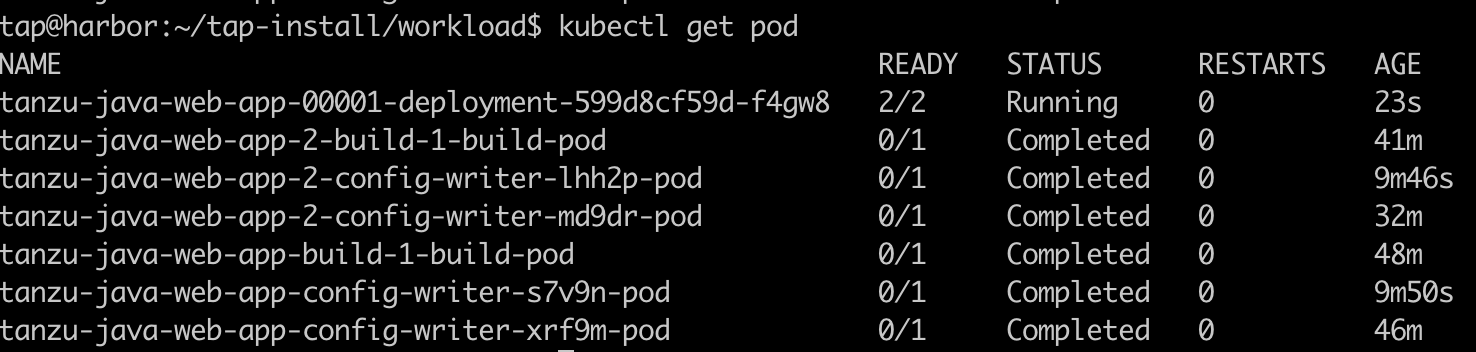 tap@harbor:~/tap-install/workload$ kubectl get pod
NAME READY STATUS RESTARTS AGE
tanzu-java-web-app-00001-deployment-599d8cf59d-f4gw8 2/2 Running 0 23s
tanzu-java-web-app-2-build-1-build-pod 0/1 Completed 0 41m
tanzu-java-web-app-2-config-writer-lhh2p-pod 0/1 Completed 0 9m46s
tanzu-java-web-app-2-config-writer-md9dr-pod 0/1 Completed 0 32m
tanzu-java-web-app-build-1-build-pod 0/1 Completed 0 48m
tanzu-java-web-app-config-writer-s7v9n-pod 0/1 Completed 0 9m50s
tanzu-java-web-app-config-writer-xrf9m-pod 0/1 Completed 0 46m